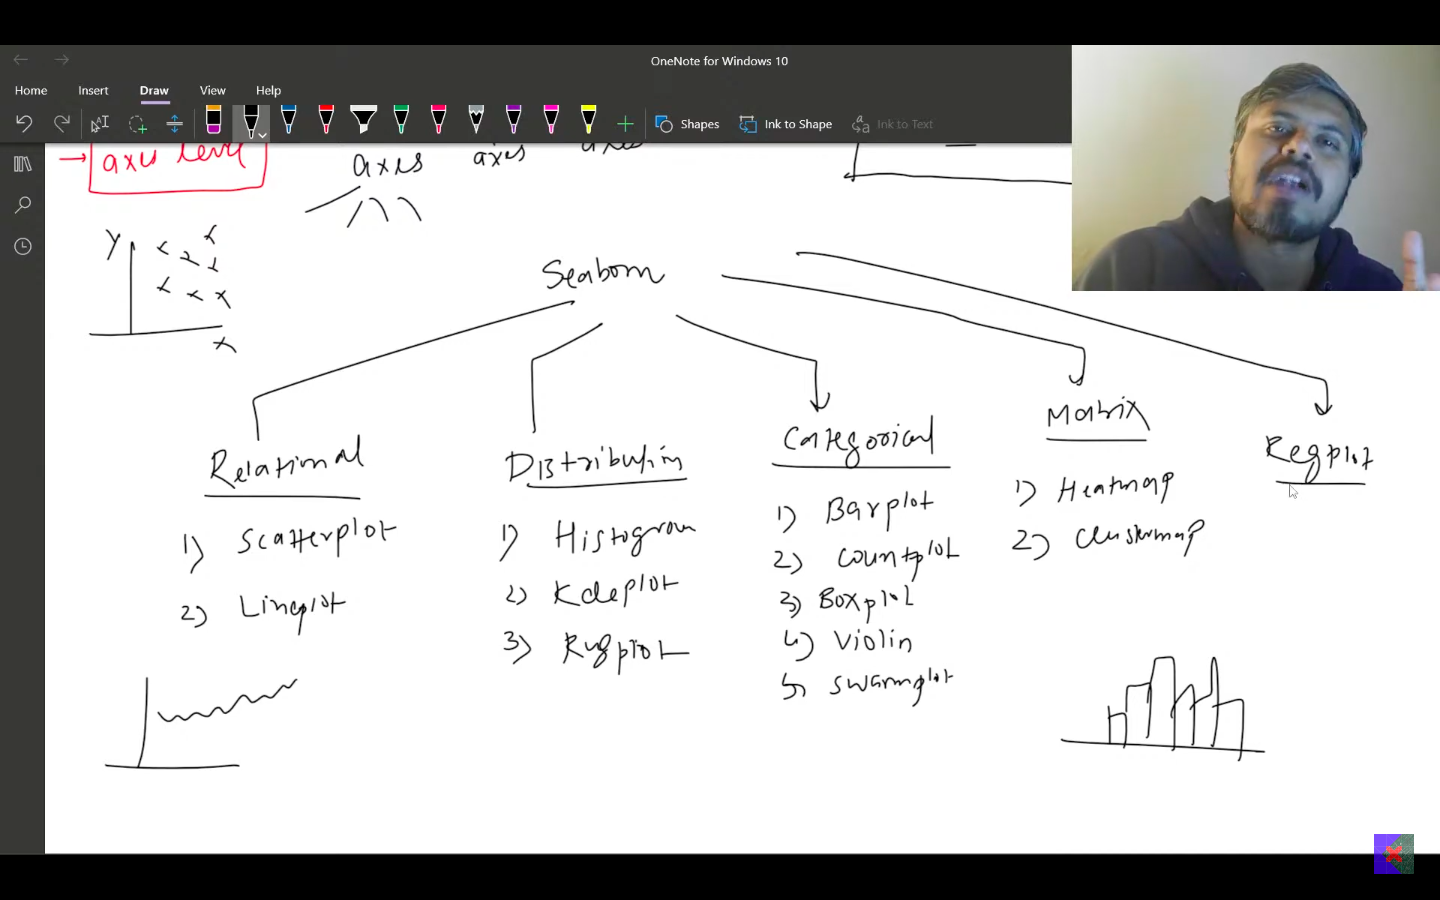 OneNote for Windows 10
Home Insert Draw View Help
Shapes Ink to Shape Ink to Text
axis level
axes axes axes
y
x
Seaborn
Relational
1) Scatterplot
2) Lineplot
Distribution
1) Histogram
2) Kdeplot
3) Rugplot
Categorical
1) Barplot
2) countplot
3) Boxplot
4) violin
5) swarmplot
Matrix
1) Heatmap
2) clustermap
Regplot